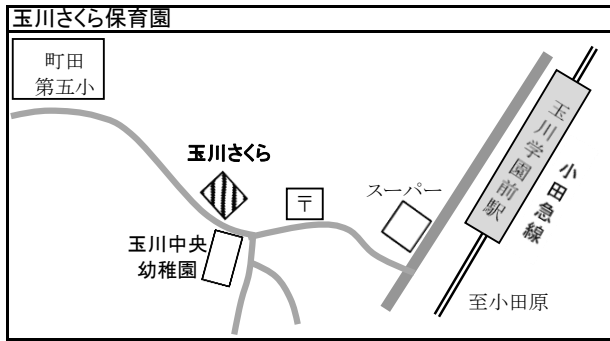 玉川さくら保育園
町田
第五小
玉川さくら
〒
スーパー
玉川学園前駅
小田急線
玉川中央
幼稚園
至小田原